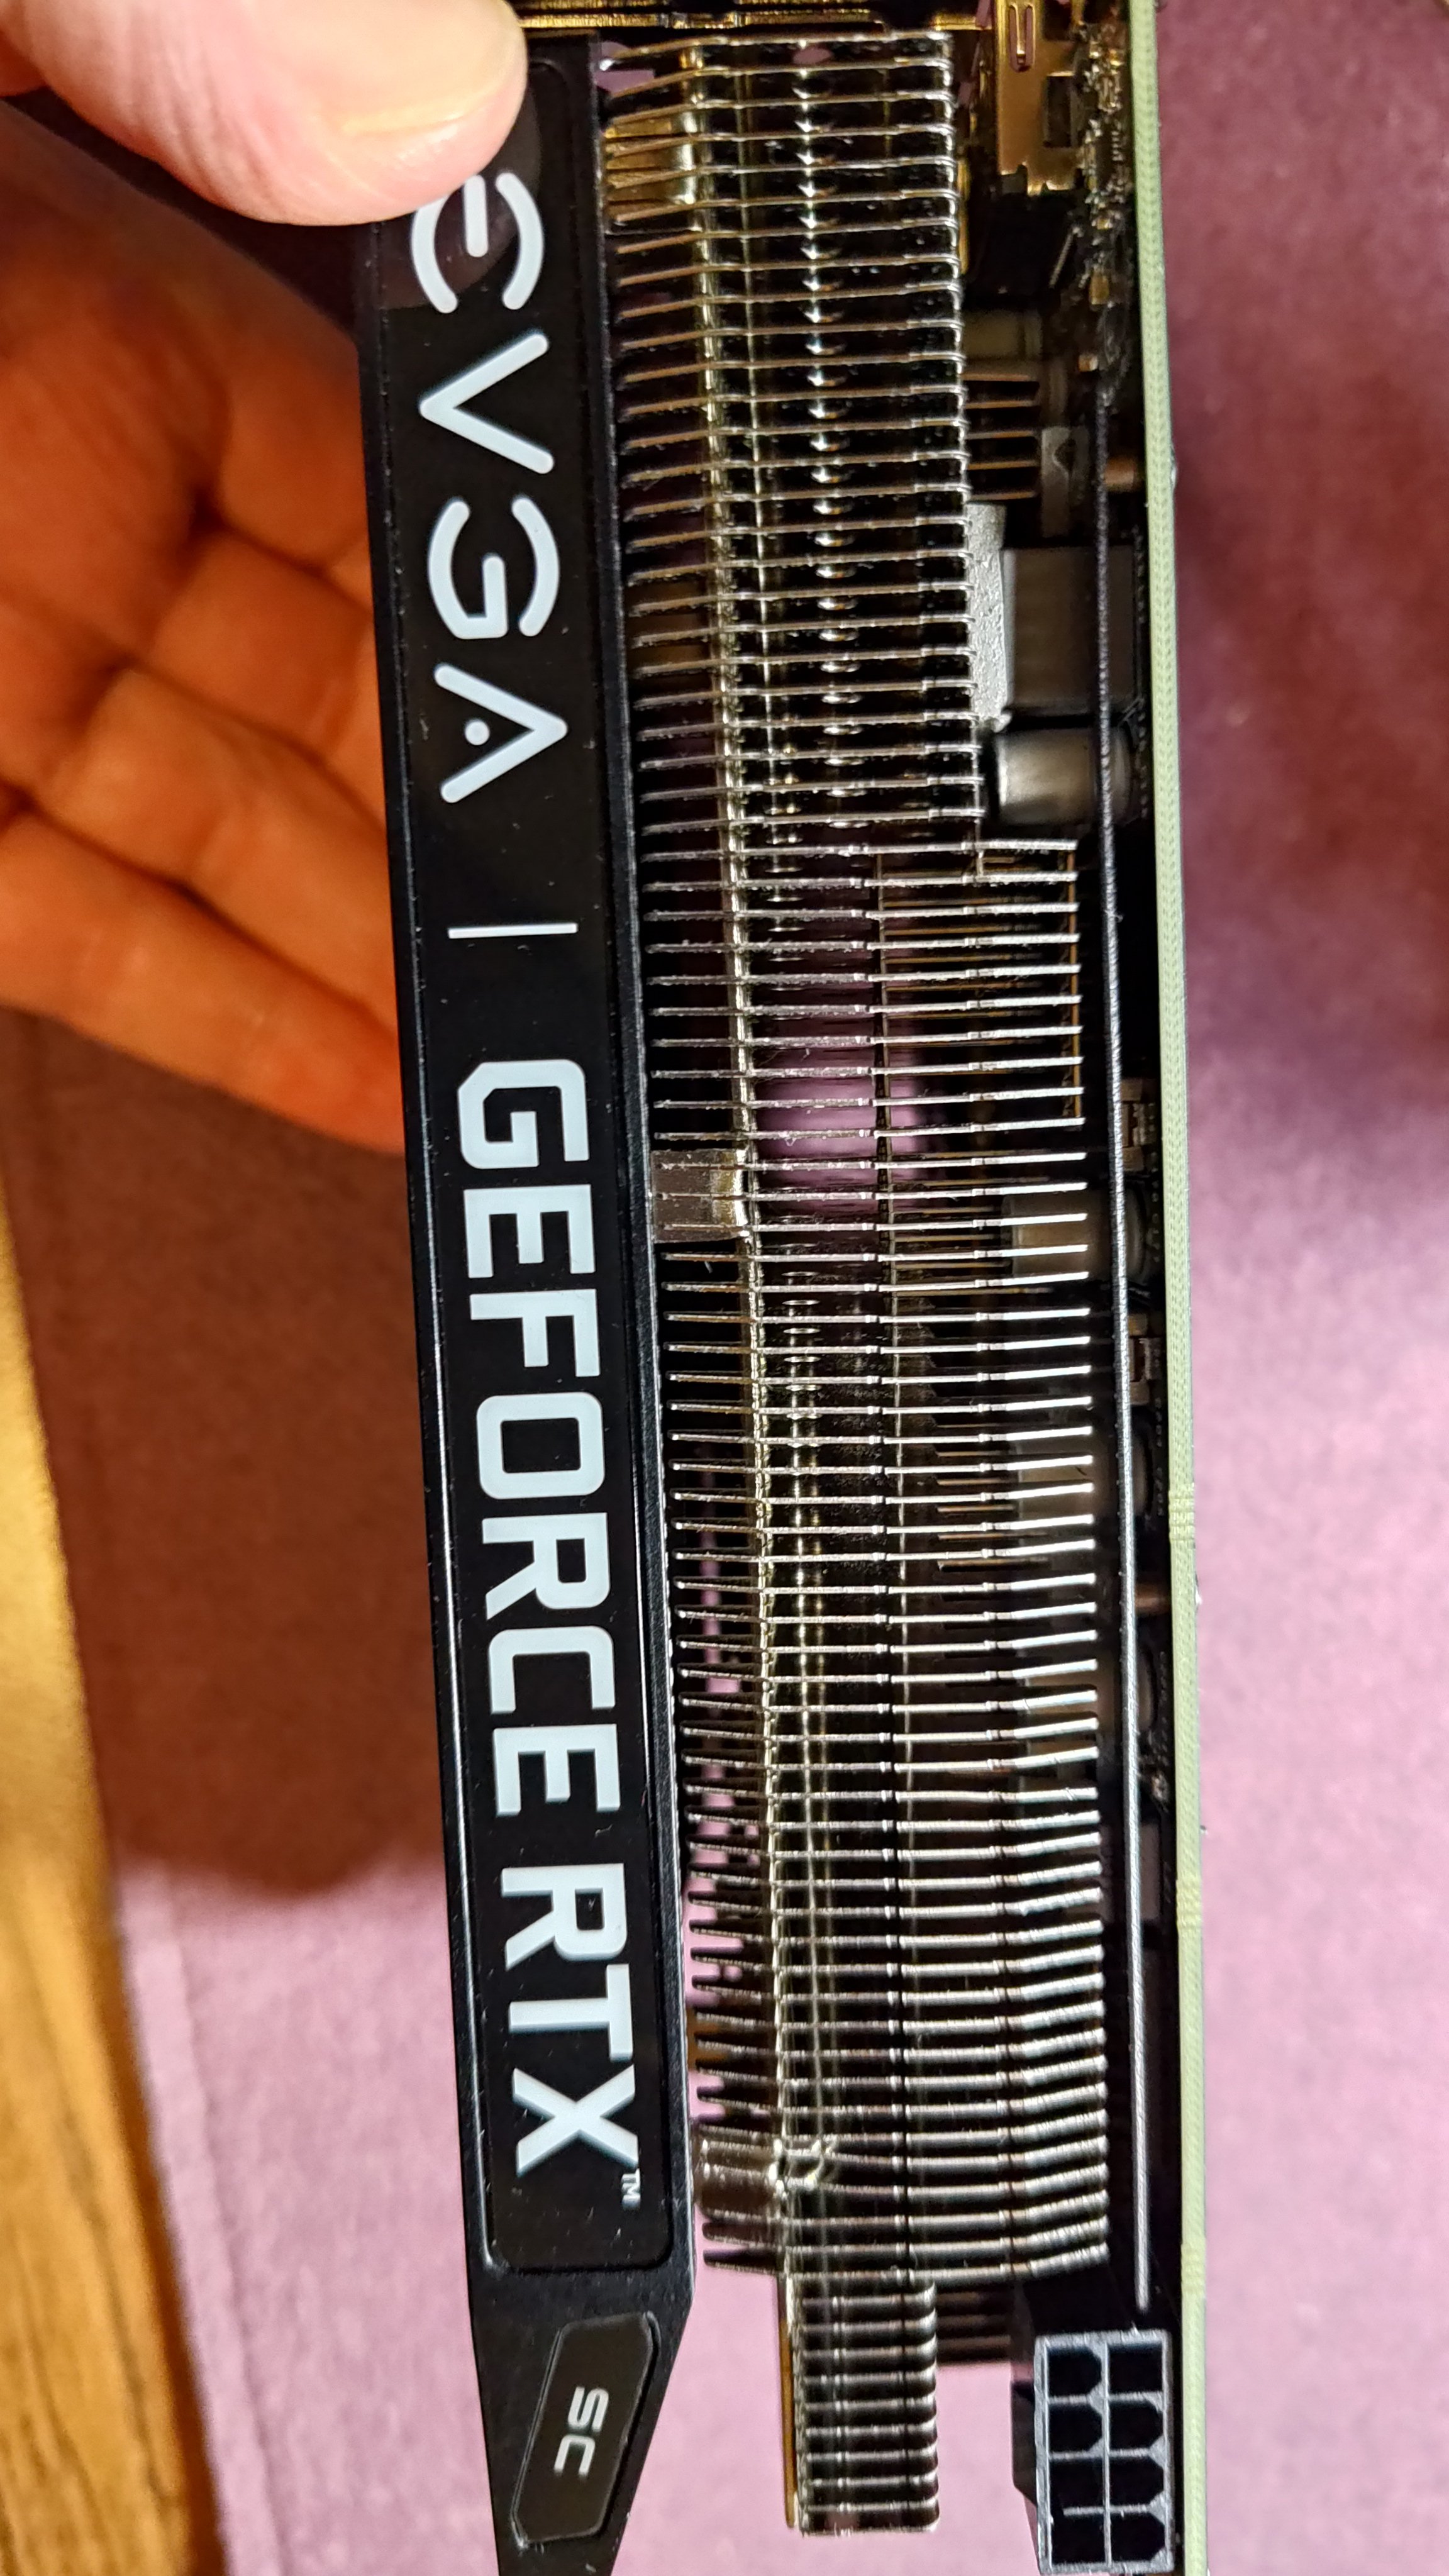 EVGA | GEFORCE RTX™
SC